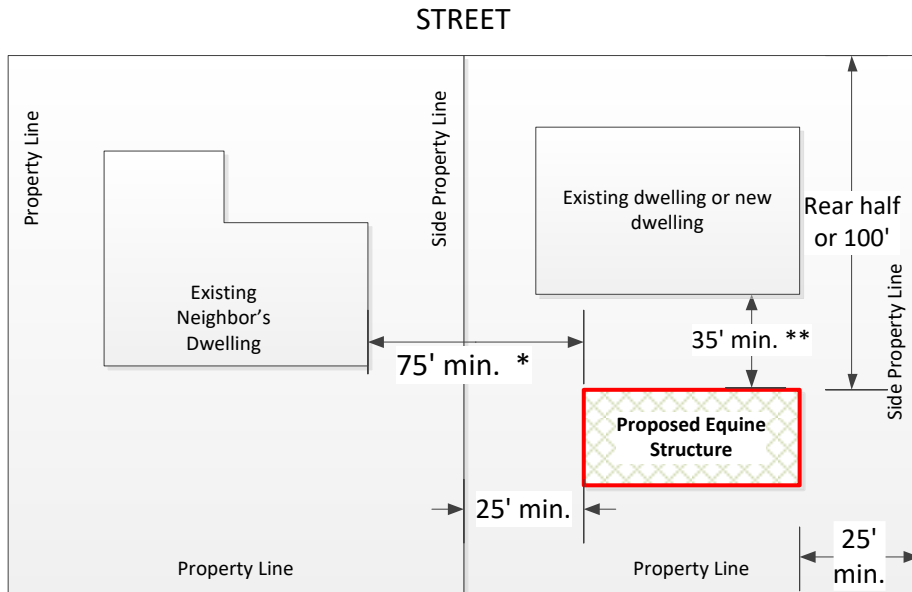 STREET
Property Line
Side Property Line
Existing dwelling or new
dwelling
Rear half
or 100'
Side Property Line
Existing
Neighbor's
Dwelling
75' min. *
35' min. **
Proposed Equine
Structure
25' min.
25'
min.
Property Line
Property Line